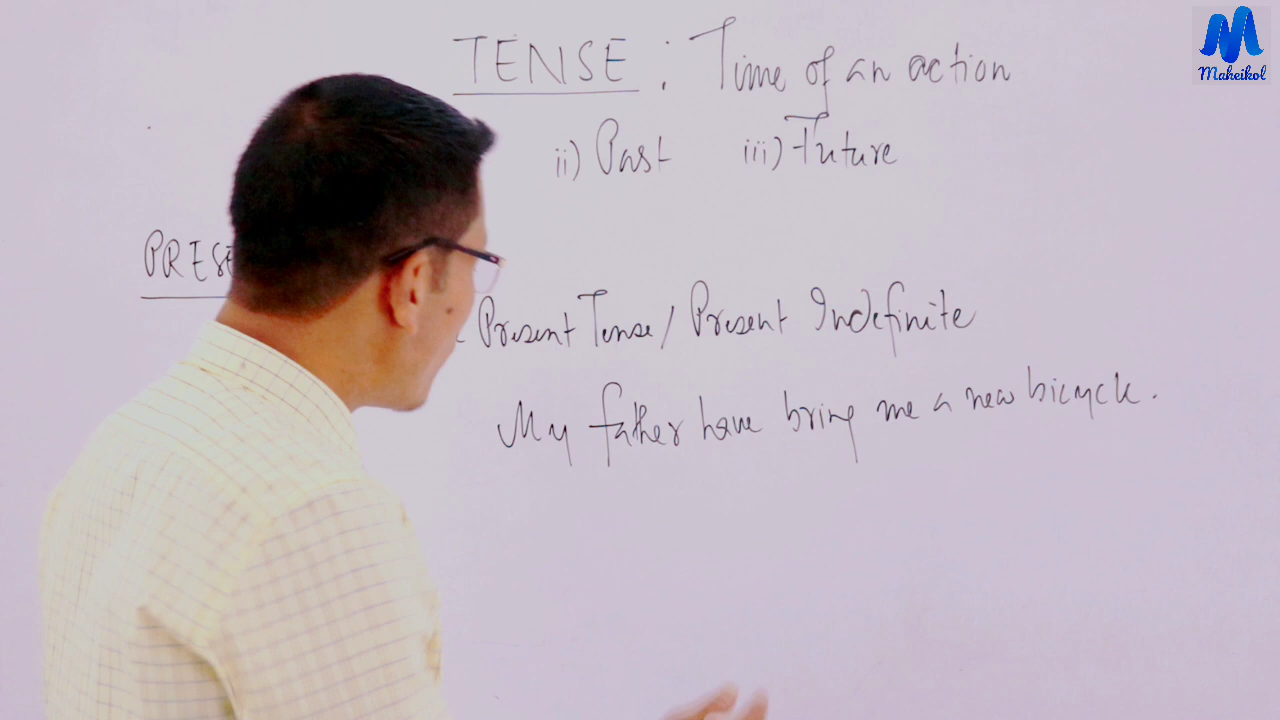 TENSE : Time of an action
ii) Past iii) Future
PRESE
Present Tense / Present Indefinite
My father have bring me a new bicycle.
Maheikol